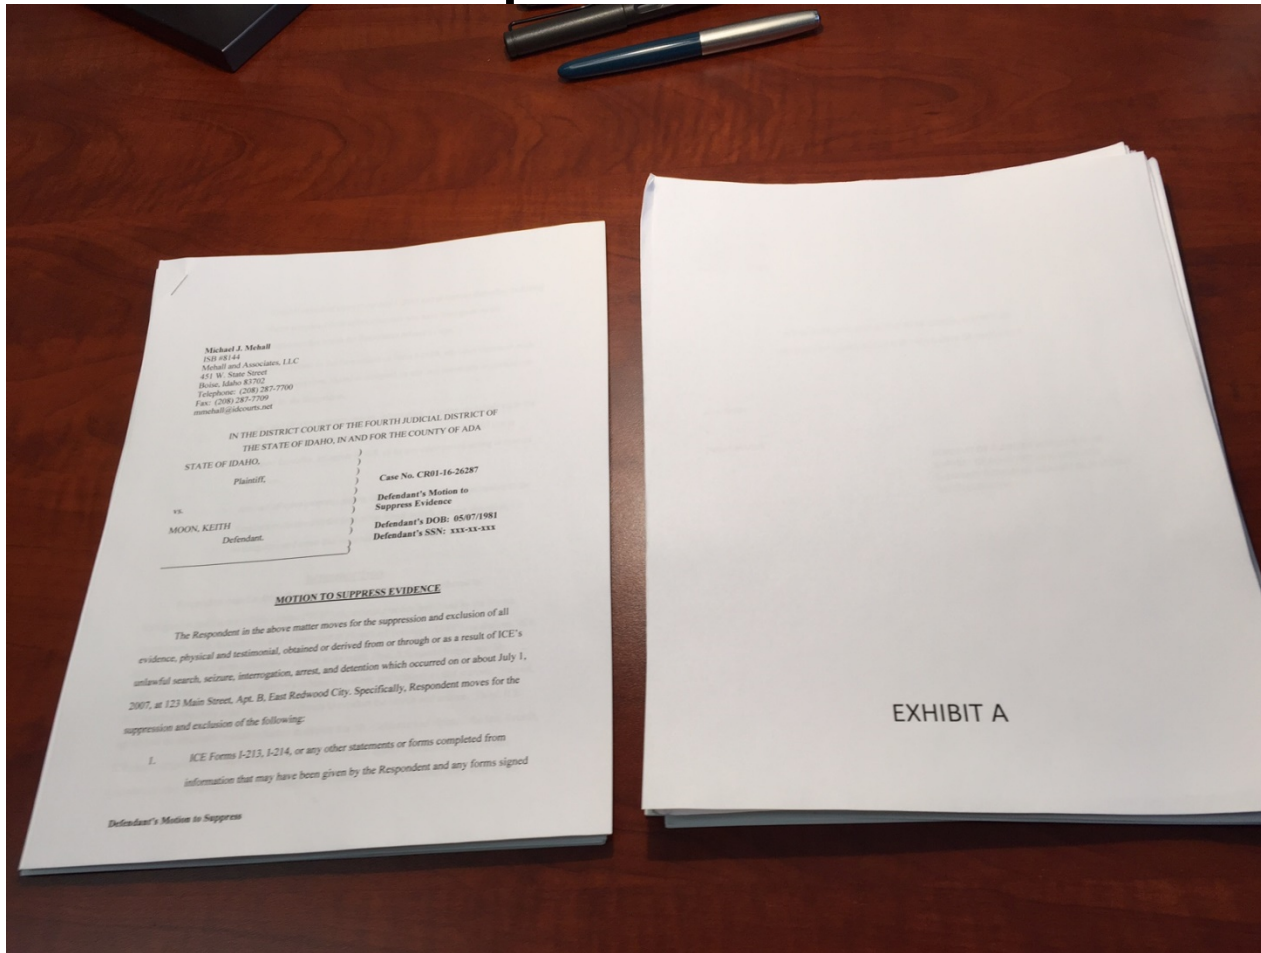 Michael J. Mehall
ISB #8144
Mehall and Associates, LLC
451 W. State Street
Boise, Idaho 83702
Telephone: (208) 287-7700
Fax: (208) 287-7709
mmehall@idcourts.net
IN THE DISTRICT COURT OF THE FOURTH JUDICIAL DISTRICT OF
THE STATE OF IDAHO, IN AND FOR THE COUNTY OF ADA
STATE OF IDAHO,
Plaintiff,
vs.
MOON, KEITH
Defendant.
)
)
)
)
)
)
)
)
Case No. CR01-16-26287
Defendant's Motion to
Suppress Evidence
Defendant's DOB: 05/07/1981
Defendant's SSN: xxx-xx-xxx
MOTION TO SUPPRESS EVIDENCE
The Respondent in the above matter moves for the suppression and exclusion of all
evidence, physical and testimonial, obtained or derived from or through or as a result of ICE's
unlawful search, seizure, interrogation, arrest, and detention which occurred on or about July 1,
2007, at 123 Main Street, Apt. B, East Redwood City. Specifically, Respondent moves for the
suppression and exclusion of the following:
1. ICE Forms I-213, I-214, or any other statements or forms completed from
information that may have been given by the Respondent and any forms signed
Defendant's Motion to Suppress
EXHIBIT A